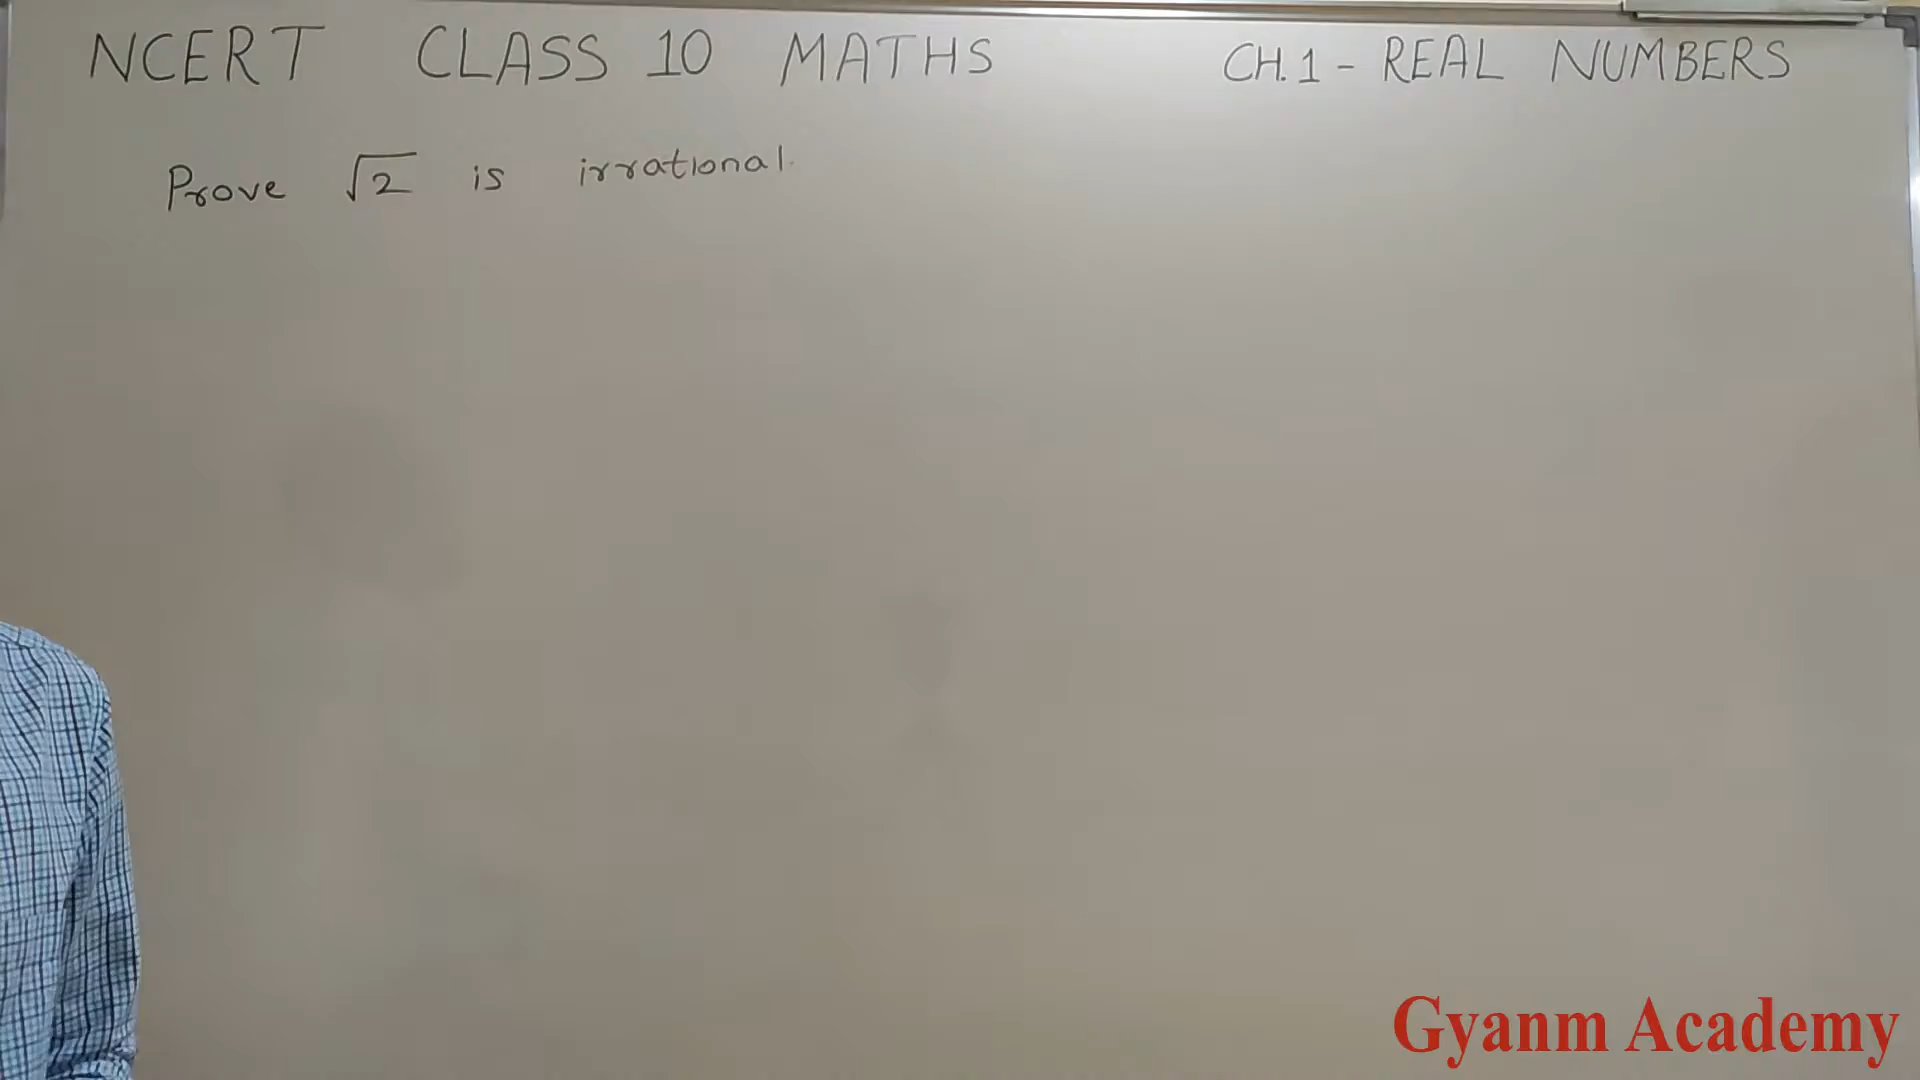 NCERT CLASS 10 MATHS CH.1 - REAL NUMBERS
Prove √2 is irrational.
Gyanm Academy